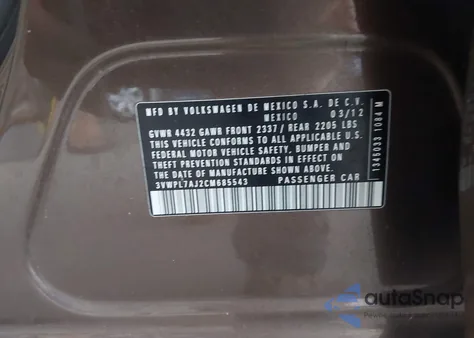 MFD BY VOLKSWAGEN DE MEXICO S.A. DE C.V.
MEXICO 03/12
GVWR 4432 GAWR FRONT 2337 / REAR 2205 LBS
THIS VEHICLE CONFORMS TO ALL APPLICABLE U.S.
FEDERAL MOTOR VEHICLE SAFETY, BUMPER AND
THEFT PREVENTION STANDARDS IN EFFECT ON
THE DATE OF MANUFACTURE SHOWN ABOVE.
3VWPL7AJ2CM685543 PASSENGER CAR
1346033 1084 M
autoSnap